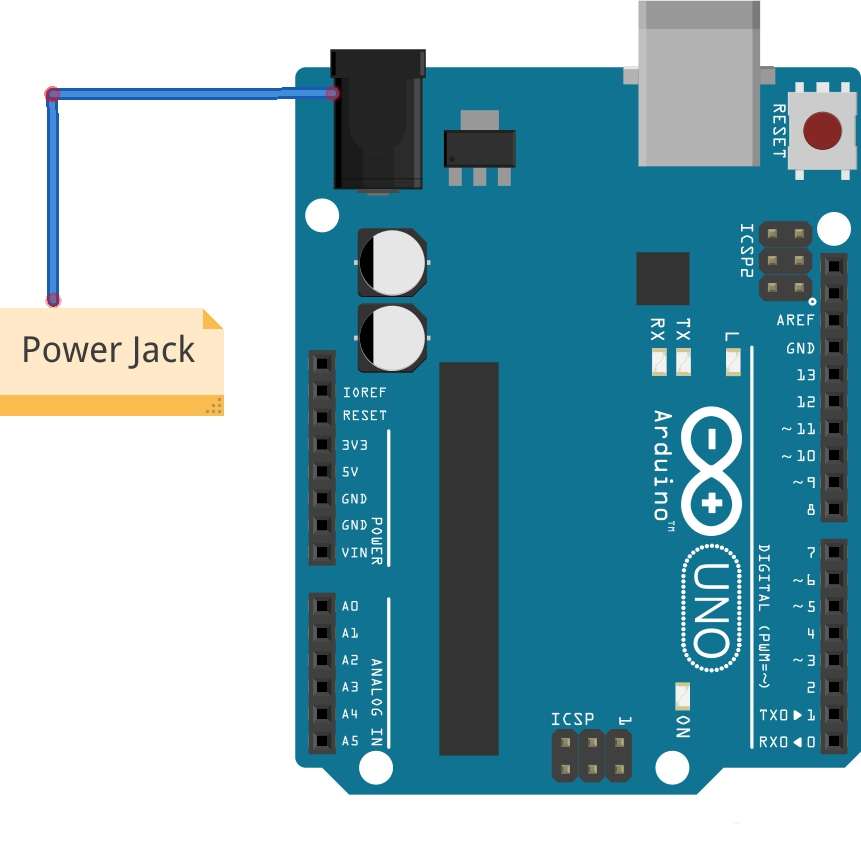 RESET
ICSP2
Power Jack
AREF
GND
13
12
~11
~10
~9
8
RX
TX
L
IOREF
RESET
3V3
5V
GND
GND
VIN
POWER
Arduino™
UNO
7
~6
~5
4
~3
2
TX0▶1
RX0◀0
DIGITAL (PWM=~)
A0
A1
A2
A3
A4
A5
ANALOG IN
ICSP
1
ON